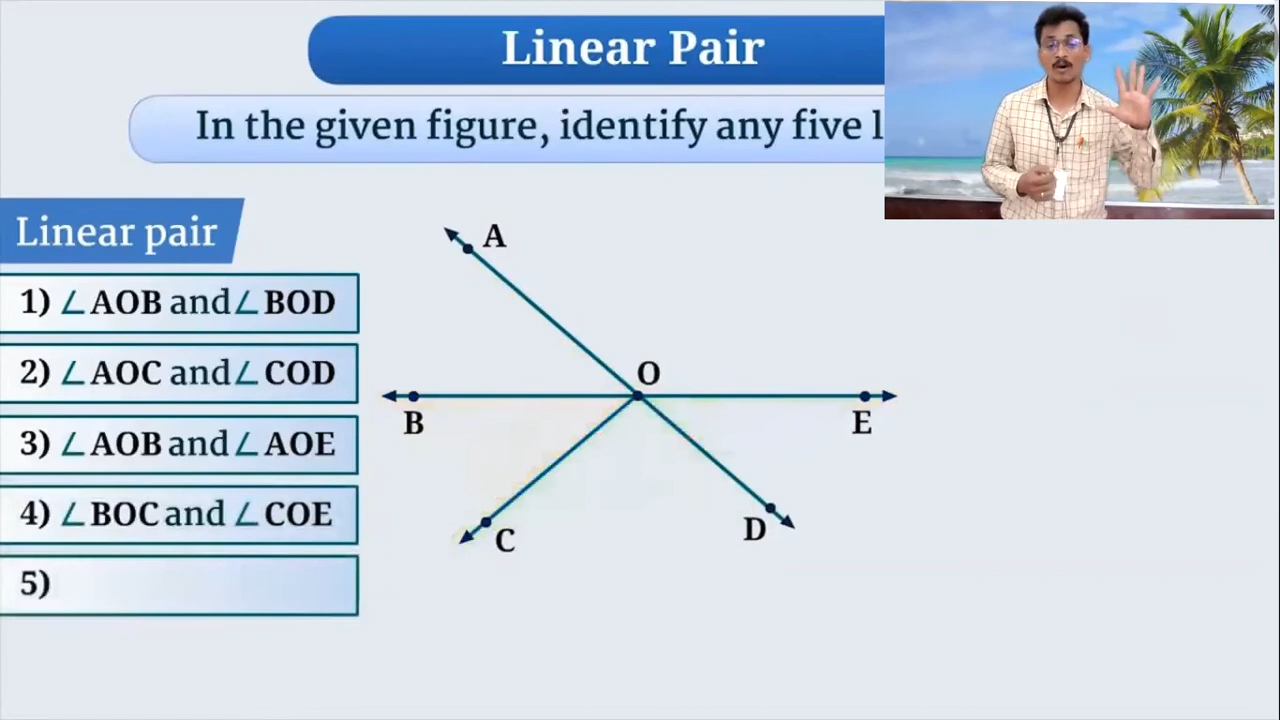 Linear Pair
In the given figure, identify any five
Linear pair
1) ∠AOB and∠BOD
2) ∠AOC and∠COD
3) ∠AOB and∠AOE
4) ∠BOC and ∠COE
5)
A
O
B
E
C
D